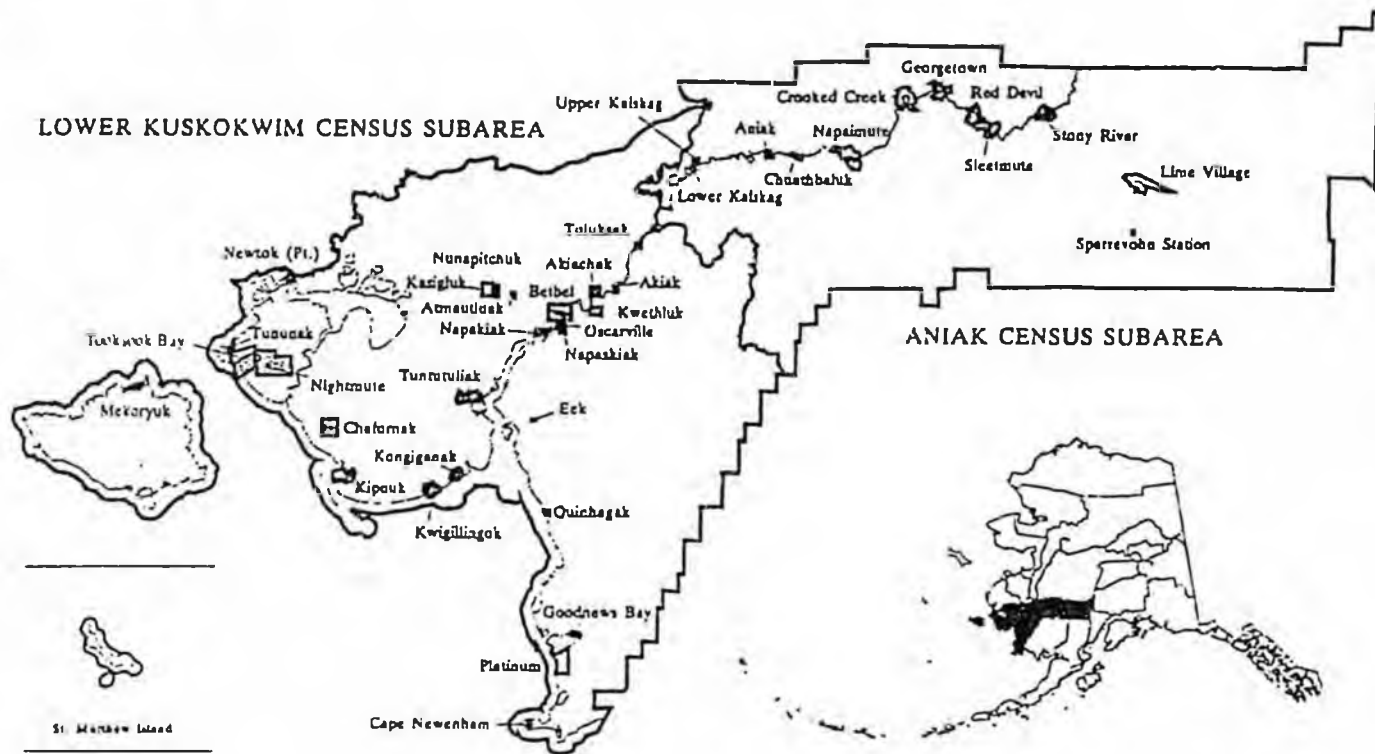 LOWER KUSKOKWIM CENSUS SUBAREA
Georgetown
Upper Kalskag
Crooked Creek
Red Devil
Aniak
Napaimute
Stony River
Sleetmute
Chuathbaluk
Lime Village
Lower Kalskag
Tuluksak
Sparrevohn Station
Newtok (Pt.)
Nunapitchuk
Akiachak
Kasigluk
Bethel
Akiak
Atmautluak
Kwethluk
Napakiak
Oscarville
ANIAK CENSUS SUBAREA
Tooksook Bay
Tununak
Napaskiak
Nightmute
Tuntutuliak
Mekoryuk
Eek
Chefornak
Kongiganak
Kipnuk
Quinhagak
Kwigillingok
Goodnews Bay
Platinum
Cape Newenham
St. Matthew Island